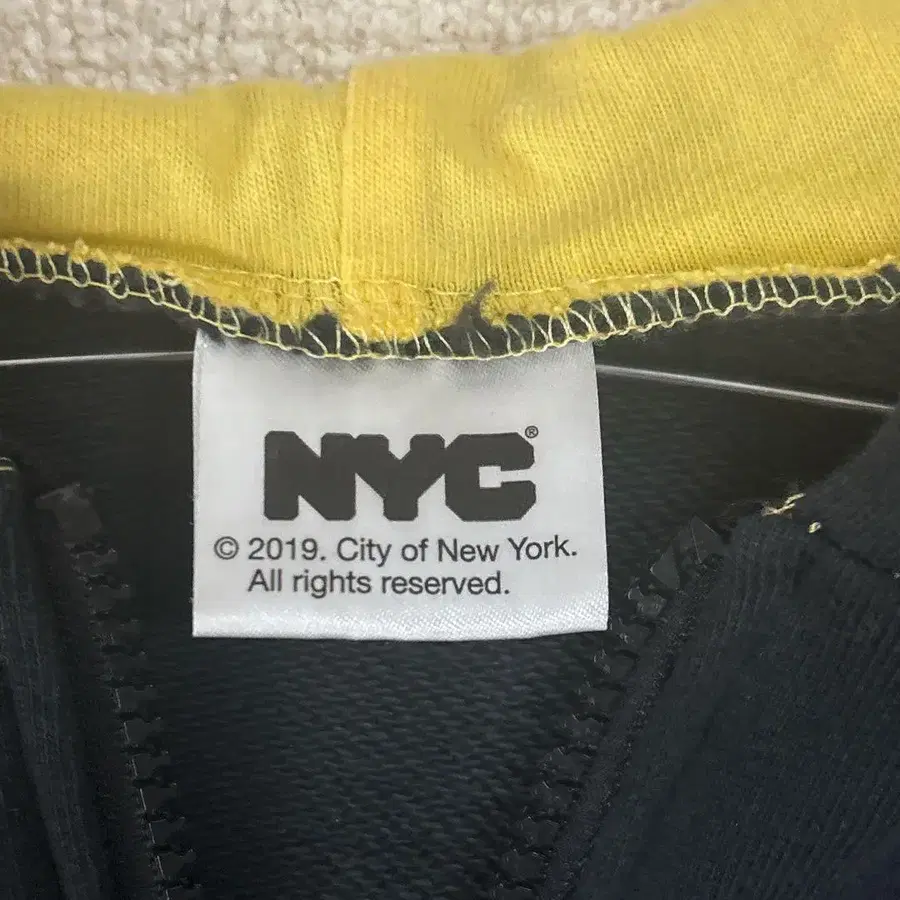 NYC®
© 2019. City of New York.
All rights reserved.